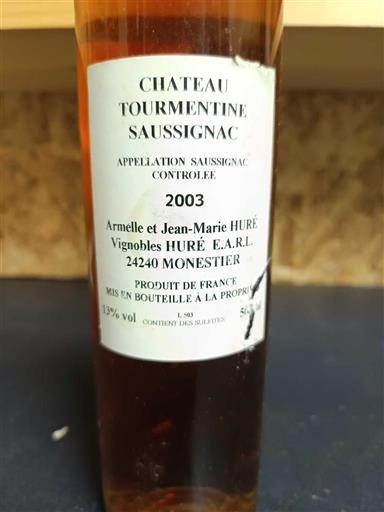 CHATEAU
TOURMENTINE
SAUSSIGNAC
APPELLATION SAUSSIGNAC
CONTROLEE
2003
Armelle et Jean-Marie HURÉ
Vignobles HURÉ E.A.R.L.
24240 MONESTIER
PRODUIT DE FRANCE
MIS EN BOUTEILLE À LA
13% vol
L 503
CONTIENT DES SULFITES